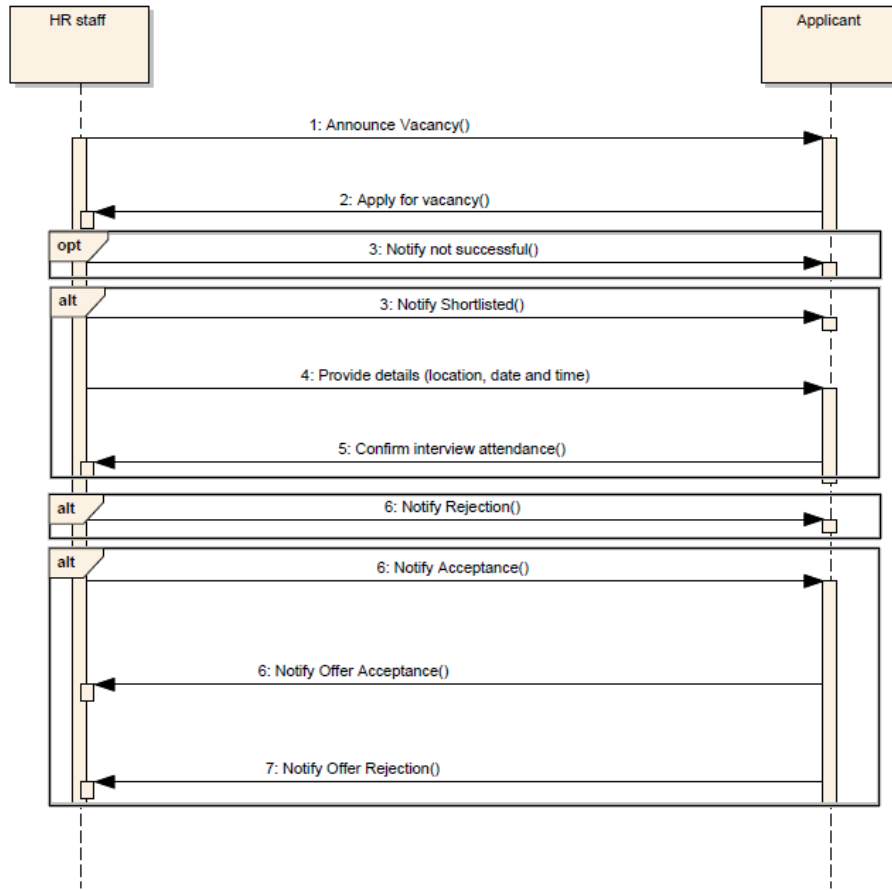 HR staff
Applicant
1: Announce Vacancy()
2: Apply for vacancy()
opt
3: Notify not successful()
alt
3: Notify Shortlisted()
4: Provide details (location, date and time)
5: Confirm interview attendance()
alt
6: Notify Rejection()
alt
6: Notify Acceptance()
6: Notify Offer Acceptance()
7: Notify Offer Rejection()